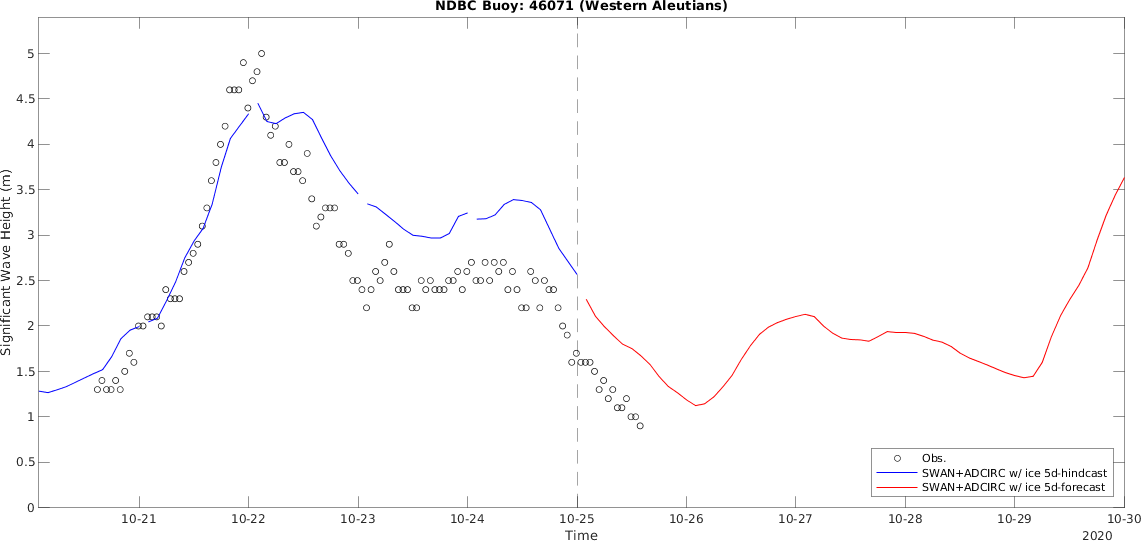 NDBC Buoy: 46071 (Western Aleutians)
Significant Wave Height (m)
5
4.5
4
3.5
3
2.5
2
1.5
1
0.5
0
Obs.
SWAN+ADCIRC w/ ice 5d-hindcast
SWAN+ADCIRC w/ ice 5d-forecast
10-21 10-22 10-23 10-24 10-25 10-26 10-27 10-28 10-29 10-30
Time
2020